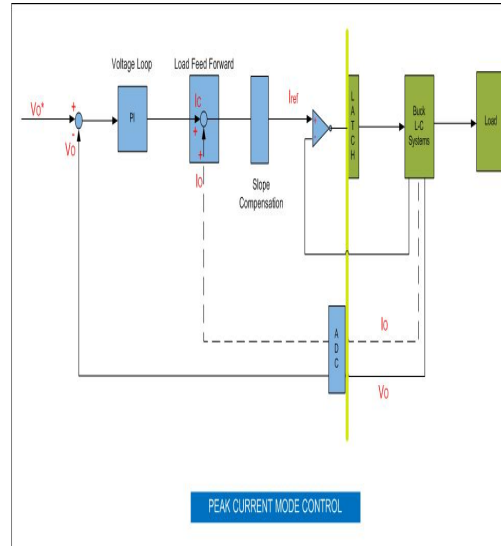 Voltage Loop
Load Feed Forward
Vo*
+
-
Vo
PI
Ic
+
+
Io
Slope
Compensation
Iref
+
-
L
A
T
C
H
Buck
L-C
Systems
Load
A
D
C
Io
Vo
PEAK CURRENT MODE CONTROL